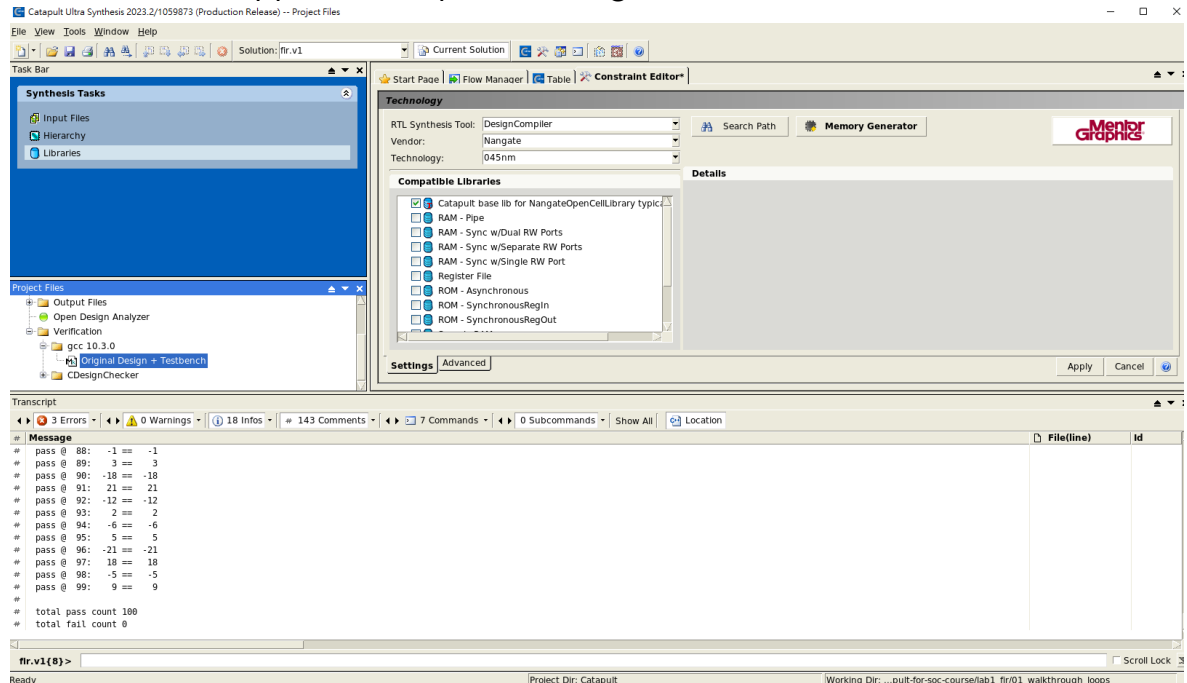 Catapult Ultra Synthesis 2023.2/1059873 (Production Release) -- Project Files
File View Tools Window Help
Solution: fir.v1 Current Solution
Task Bar
Synthesis Tasks
Input Files
Hierarchy
Libraries
Project Files
Output Files
Open Design Analyzer
Verification
gcc 10.3.0
Original Design + Testbench
CDesignChecker
Start Page Flow Manager Table Constraint Editor*
Technology
RTL Synthesis Tool: DesignCompiler Search Path Memory Generator
Vendor: Nangate
Technology: 045nm
Mentor Graphics
Compatible Libraries
Catapult base lib for NangateOpenCellLibrary typica
RAM - Pipe
RAM - Sync w/Dual RW Ports
RAM - Sync w/Separate RW Ports
RAM - Sync w/Single RW Port
Register File
ROM - Asynchronous
ROM - SynchronousRegIn
ROM - SynchronousRegOut
Details
Settings Advanced Apply Cancel
Transcript
3 Errors 0 Warnings 18 Infos # 143 Comments 7 Commands 0 Subcommands Show All Location
# Message File(line) Id
# pass @ 88: -1 == -1
# pass @ 89: 3 == 3
# pass @ 90: -18 == -18
# pass @ 91: 21 == 21
# pass @ 92: -12 == -12
# pass @ 93: 2 == 2
# pass @ 94: -6 == -6
# pass @ 95: 5 == 5
# pass @ 96: -21 == -21
# pass @ 97: 18 == 18
# pass @ 98: -5 == -5
# pass @ 99: 9 == 9
#
# total pass count 100
# total fail count 0
fir.v1{8}> Scroll Lock
Ready Project Dir: Catapult Working Dir: ...pult-for-soc-course/lab1_fir/01_walkthrough_loops